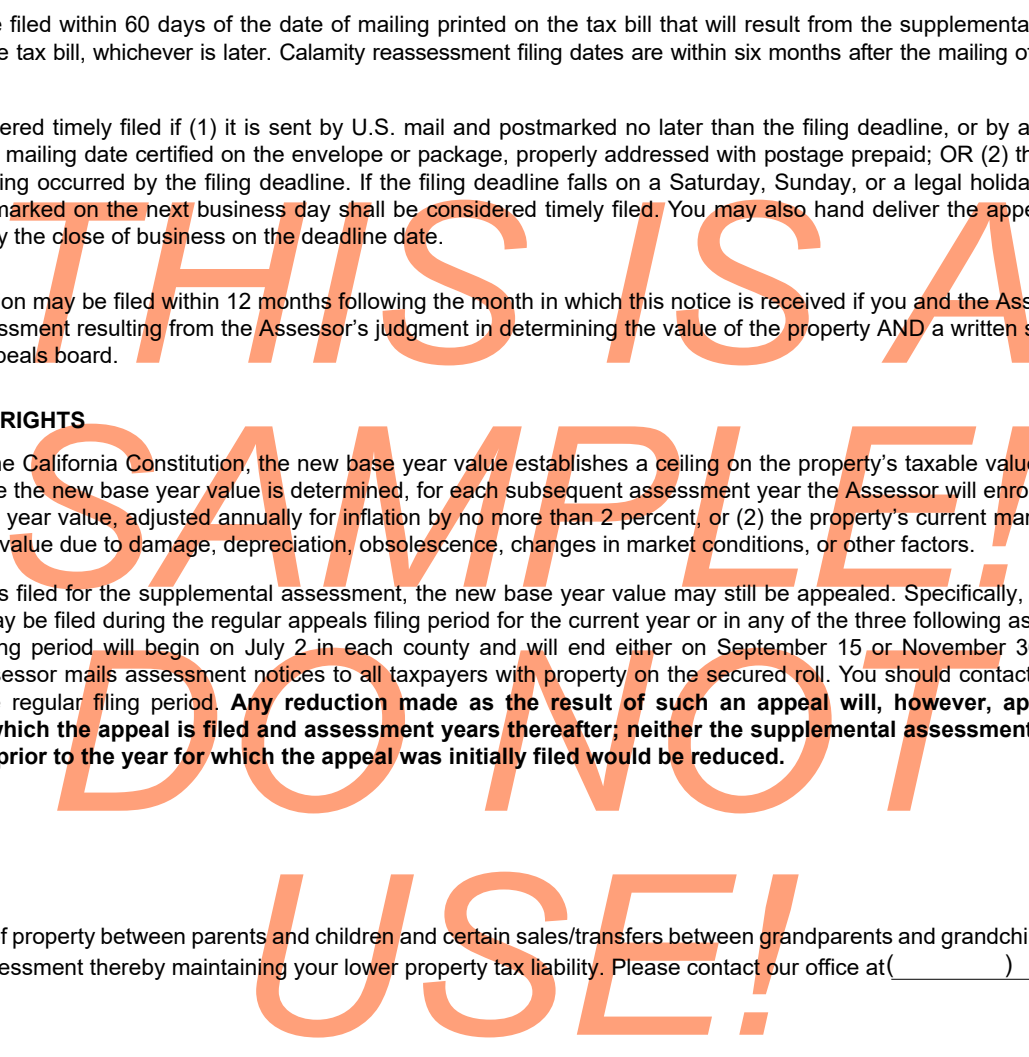 filed within 60 days of the date of mailing printed on the tax bill that will result from the supplementa
e tax bill, whichever is later. Calamity reassessment filing dates are within six months after the mailing o
ered timely filed if (1) it is sent by U.S. mail and postmarked no later than the filing deadline, or by a
mailing date certified on the envelope or package, properly addressed with postage prepaid; OR (2) th
ing occurred by the filing deadline. If the filing deadline falls on a Saturday, Sunday, or a legal holida
marked on the next business day shall be considered timely filed. You may also hand deliver the appe
y the close of business on the deadline date.
THIS IS A
on may be filed within 12 months following the month in which this notice is received if you and the Ass
ssment resulting from the Assessor's judgment in determining the value of the property AND a written s
peals board.
RIGHTS
SAMPLE!
he California Constitution, the new base year value establishes a ceiling on the property's taxable valu
e the new base year value is determined, for each subsequent assessment year the Assessor will enro
year value, adjusted annually for inflation by no more than 2 percent, or (2) the property's current mar
value due to damage, depreciation, obsolescence, changes in market conditions, or other factors.
s filed for the supplemental assessment, the new base year value may still be appealed. Specifically,
ay be filed during the regular appeals filing period for the current year or in any of the three following as
ng period will begin on July 2 in each county and will end either on September 15 or November 3
sessor mails assessment notices to all taxpayers with property on the secured roll. You should contact
e regular filing period. Any reduction made as the result of such an appeal will, however, ap
which the appeal is filed and assessment years thereafter; neither the supplemental assessment
prior to the year for which the appeal was initially filed would be reduced.
DO NOT
USE!
f property between parents and children and certain sales/transfers between grandparents and grandchi
essment thereby maintaining your lower property tax liability. Please contact our office at( )